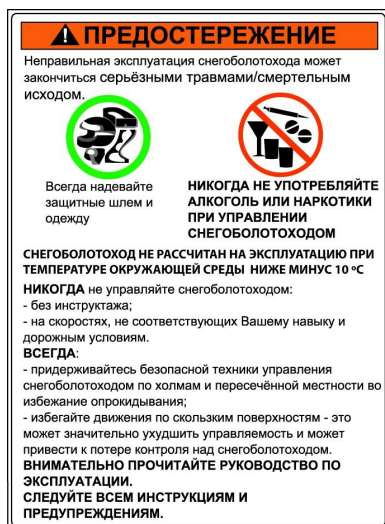 ПРЕДОСТЕРЕЖЕНИЕ
Неправильная эксплуатация снегоболотохода может
закончиться серьёзными травмами/смертельным
исходом.
Всегда надевайте
защитные шлем и
одежду
НИКОГДА НЕ УПОТРЕБЛЯЙТЕ
АЛКОГОЛЬ ИЛИ НАРКОТИКИ
ПРИ УПРАВЛЕНИИ
СНЕГОБОЛОТОХОДОМ
СНЕГОБОЛОТОХОД НЕ РАССЧИТАН НА ЭКСПЛУАТАЦИЮ ПРИ
ТЕМПЕРАТУРЕ ОКРУЖАЮЩЕЙ СРЕДЫ НИЖЕ МИНУС 10 ºС
НИКОГДА не управляйте снегоболотоходом:
- без инструктажа;
- на скоростях, не соответствующих Вашему навыку и
дорожным условиям.
ВСЕГДА:
- придерживайтесь безопасной техники управления
снегоболотоходом по холмам и пересечённой местности во
избежание опрокидывания;
- избегайте движения по скользким поверхностям - это
может значительно ухудшить управляемость и может
привести к потере контроля над снегоболотоходом.
ВНИМАТЕЛЬНО ПРОЧИТАЙТЕ РУКОВОДСТВО ПО
ЭКСПЛУАТАЦИИ.
СЛЕДУЙТЕ ВСЕМ ИНСТРУКЦИЯМ И
ПРЕДУПРЕЖДЕНИЯМ.